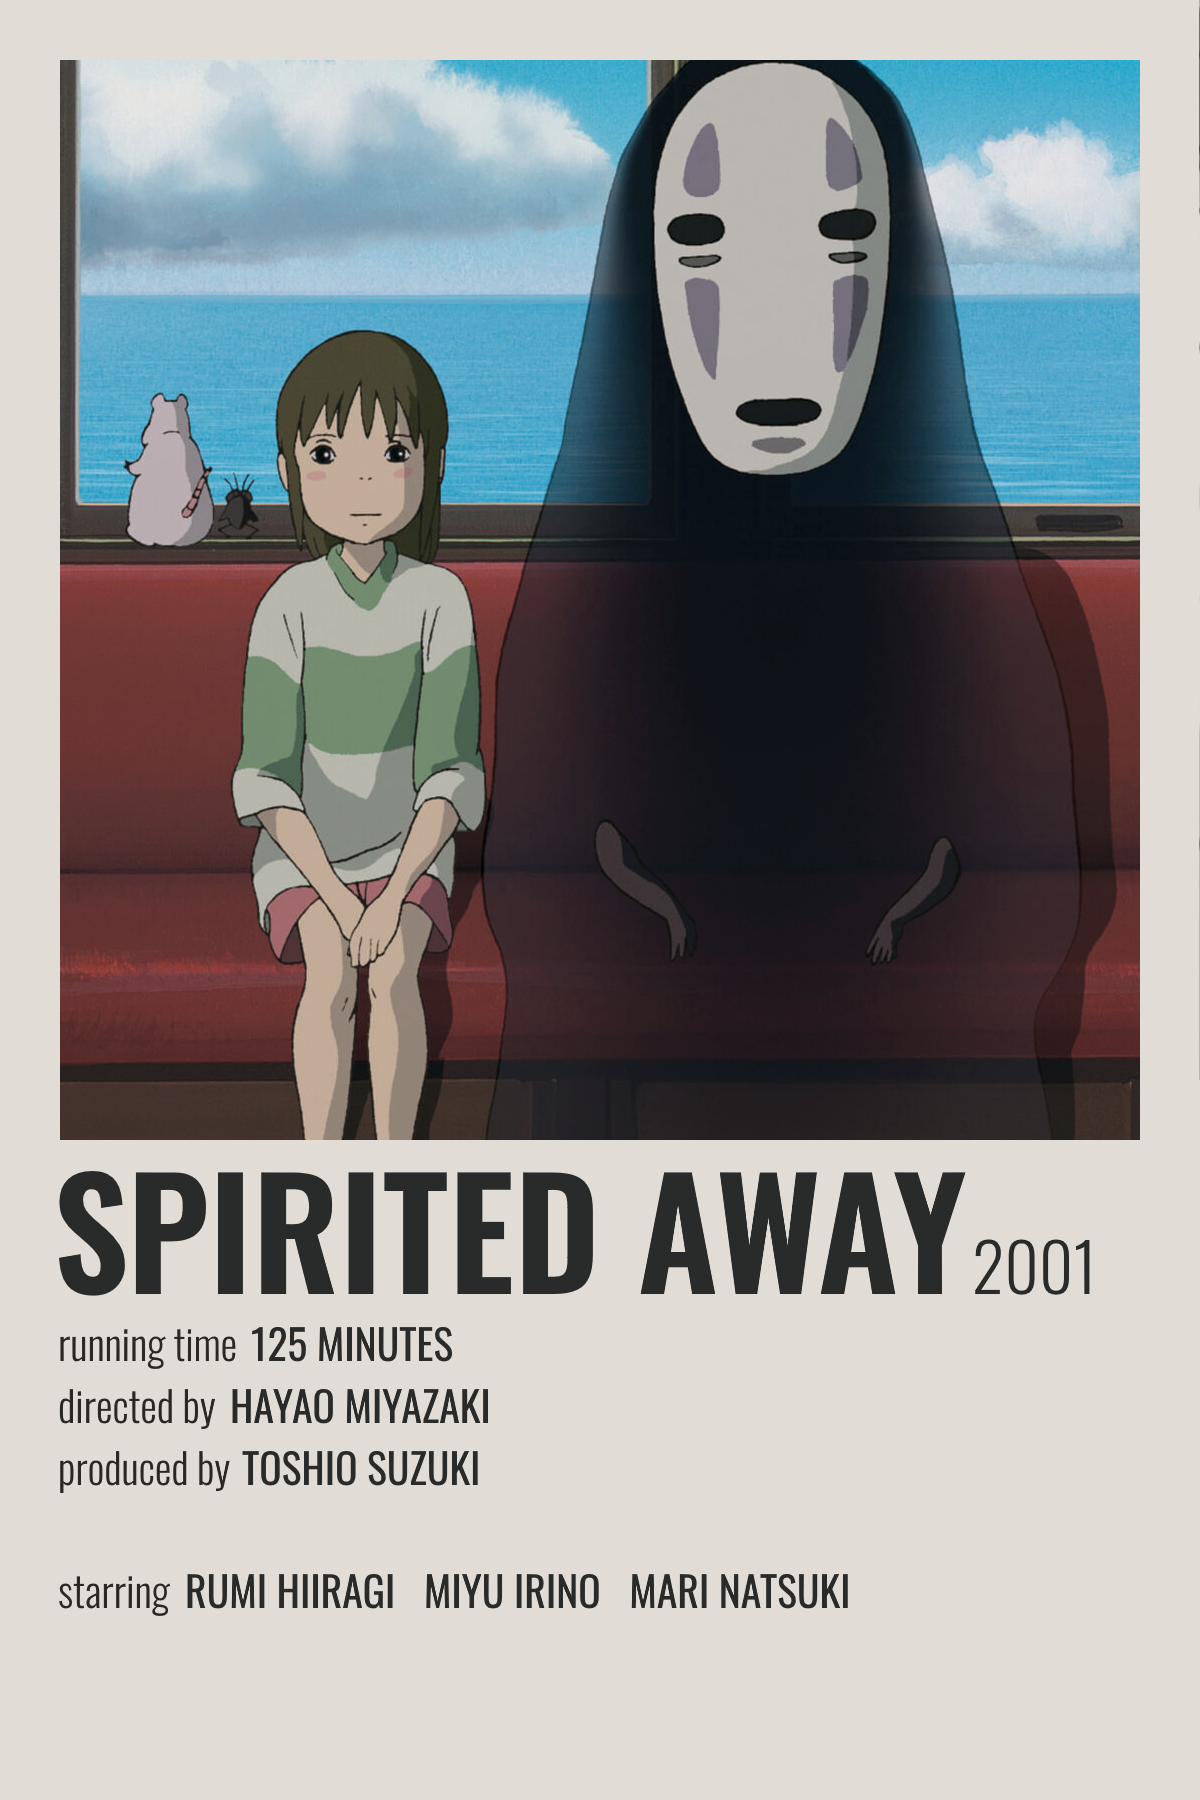 SPIRITED AWAY 2001
running time 125 MINUTES
directed by HAYAO MIYAZAKI
produced by TOSHIO SUZUKI
starring RUMI HIIRAGI MIYU IRINO MARI NATSUKI